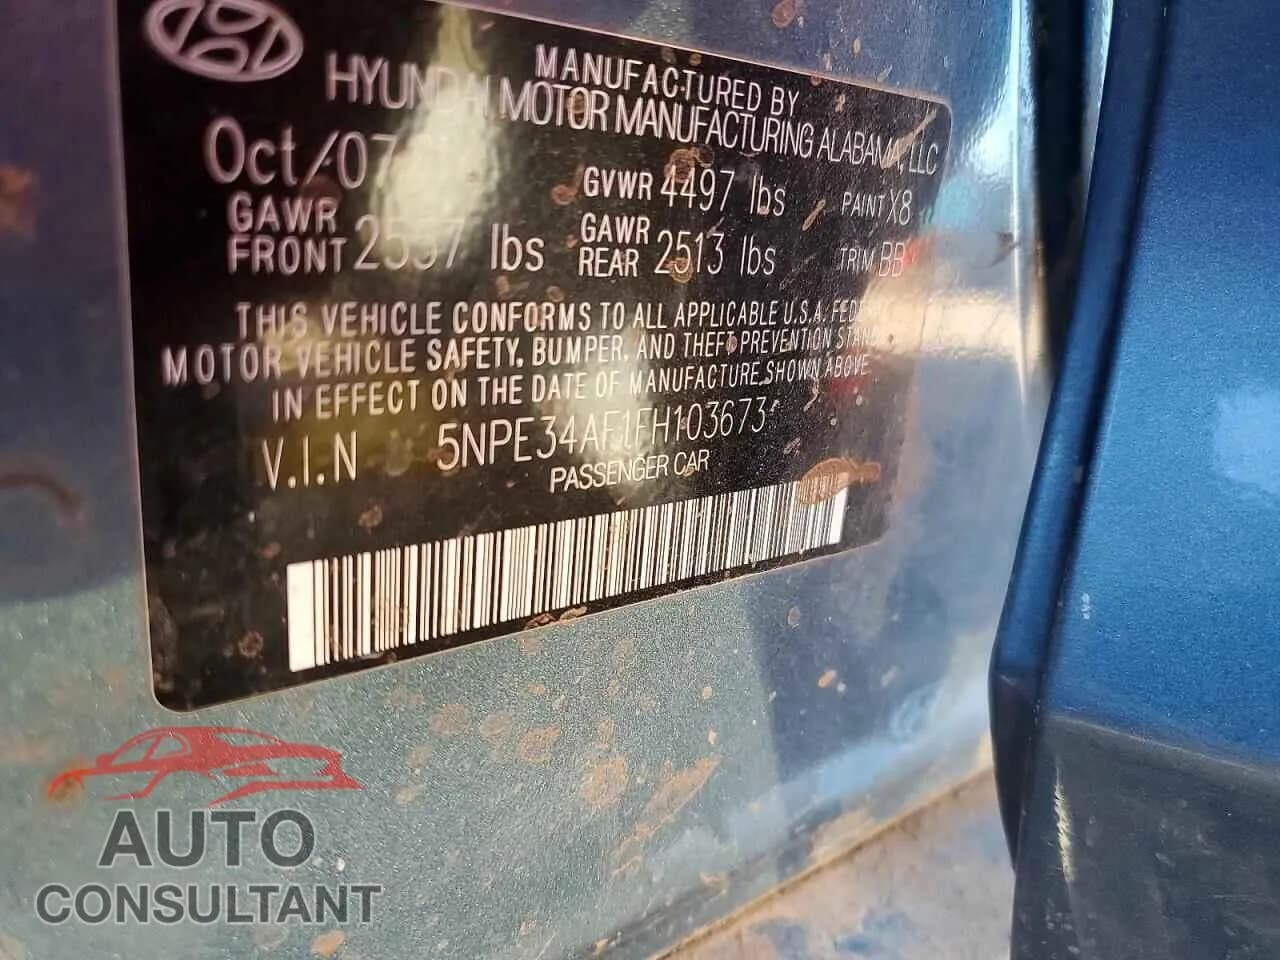 MANUFACTURED BY
HYUNDAI MOTOR MANUFACTURING ALABAMA, LLC
Oct/07
GVWR 4497 lbs PAINT X8
GAWR FRONT lbs GAWR REAR 2513 lbs TRIM BB
THIS VEHICLE CONFORMS TO ALL APPLICABLE U.S.A. 
MOTOR VEHICLE SAFETY, BUMPER, AND THEFT PREVENTION
IN EFFECT ON THE DATE OF MANUFACTURE SHOWN ABOVE
V.I.N 5NPE34AF1FH103673
PASSENGER CAR
AUTO
CONSULTANT